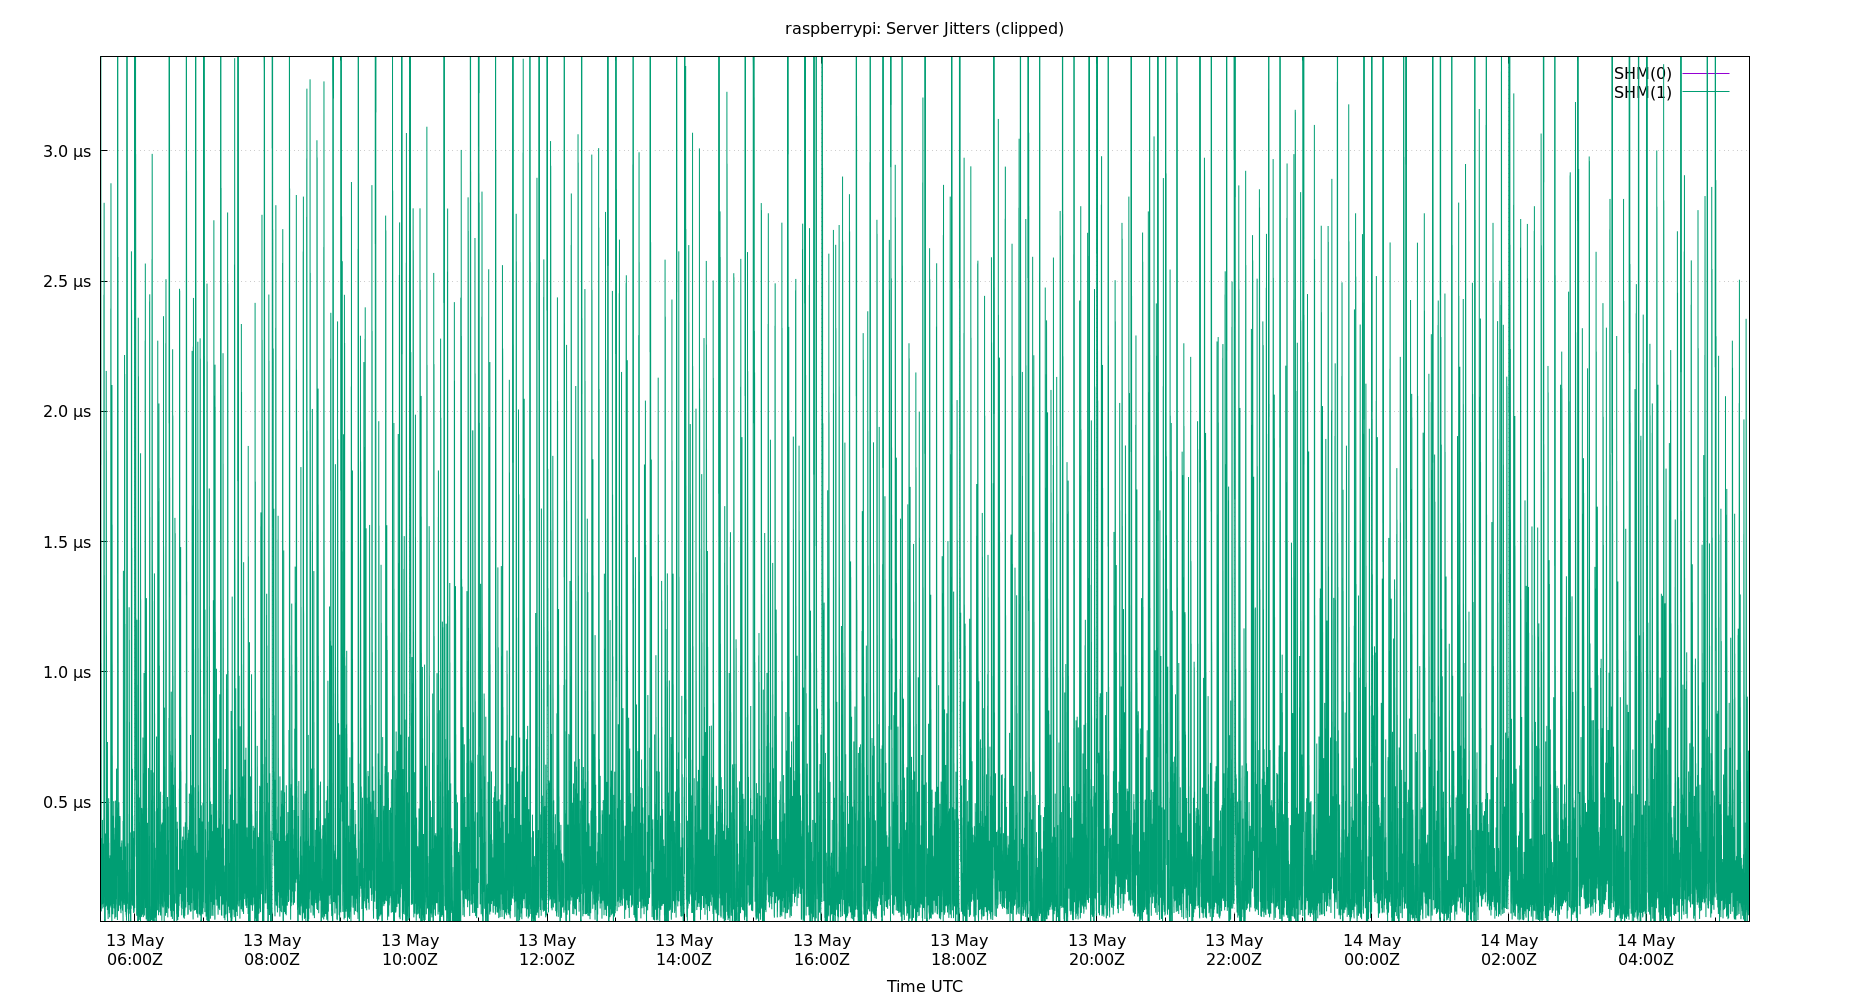 raspberrypi: Server Jitters (clipped)
SHM(0)
SHM(1)
3.0 µs
2.5 µs
2.0 µs
1.5 µs
1.0 µs
0.5 µs
13 May 13 May 13 May 13 May 13 May 13 May 13 May 13 May 13 May 14 May 14 May 14 May
06:00Z 08:00Z 10:00Z 12:00Z 14:00Z 16:00Z 18:00Z 20:00Z 22:00Z 00:00Z 02:00Z 04:00Z
Time UTC